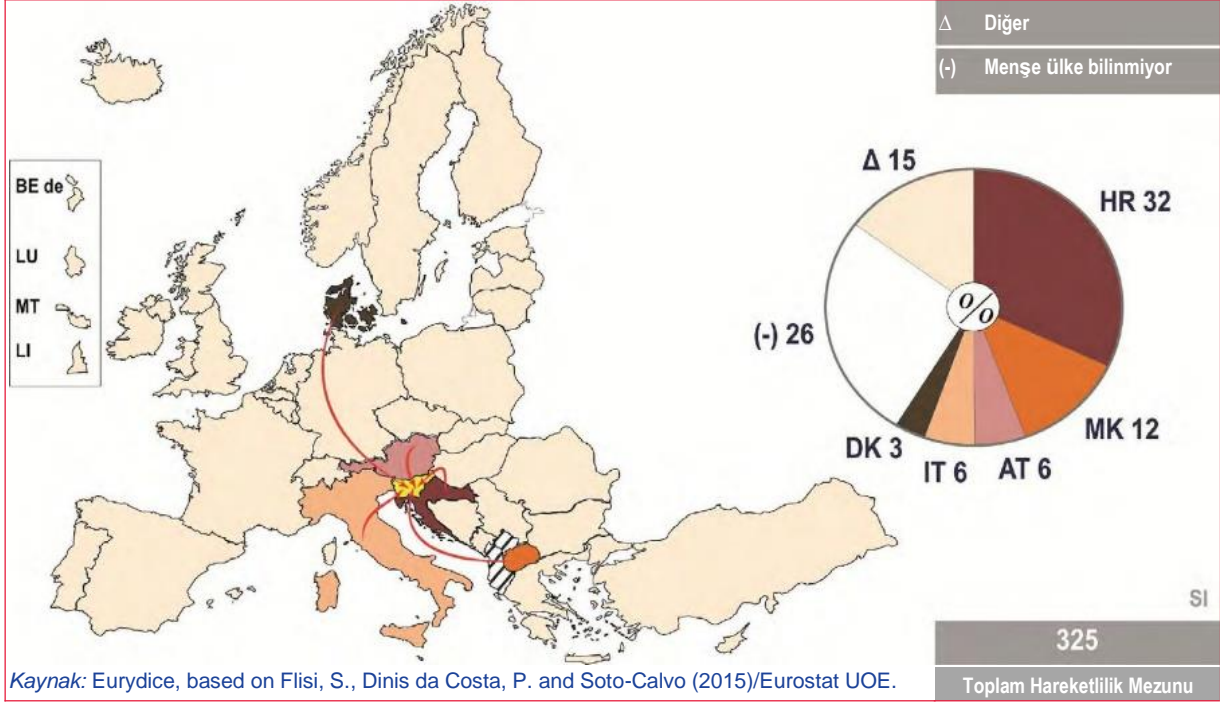 Δ Diğer
(-) Menşe ülke bilinmiyor
BE de
LU
MT
LI
Δ 15
HR 32
(-) 26
%
DK 3
IT 6
AT 6
MK 12
SI
325
Toplam Hareketlilik Mezunu
Kaynak: Eurydice, based on Flisi, S., Dinis da Costa, P. and Soto-Calvo (2015)/Eurostat UOE.